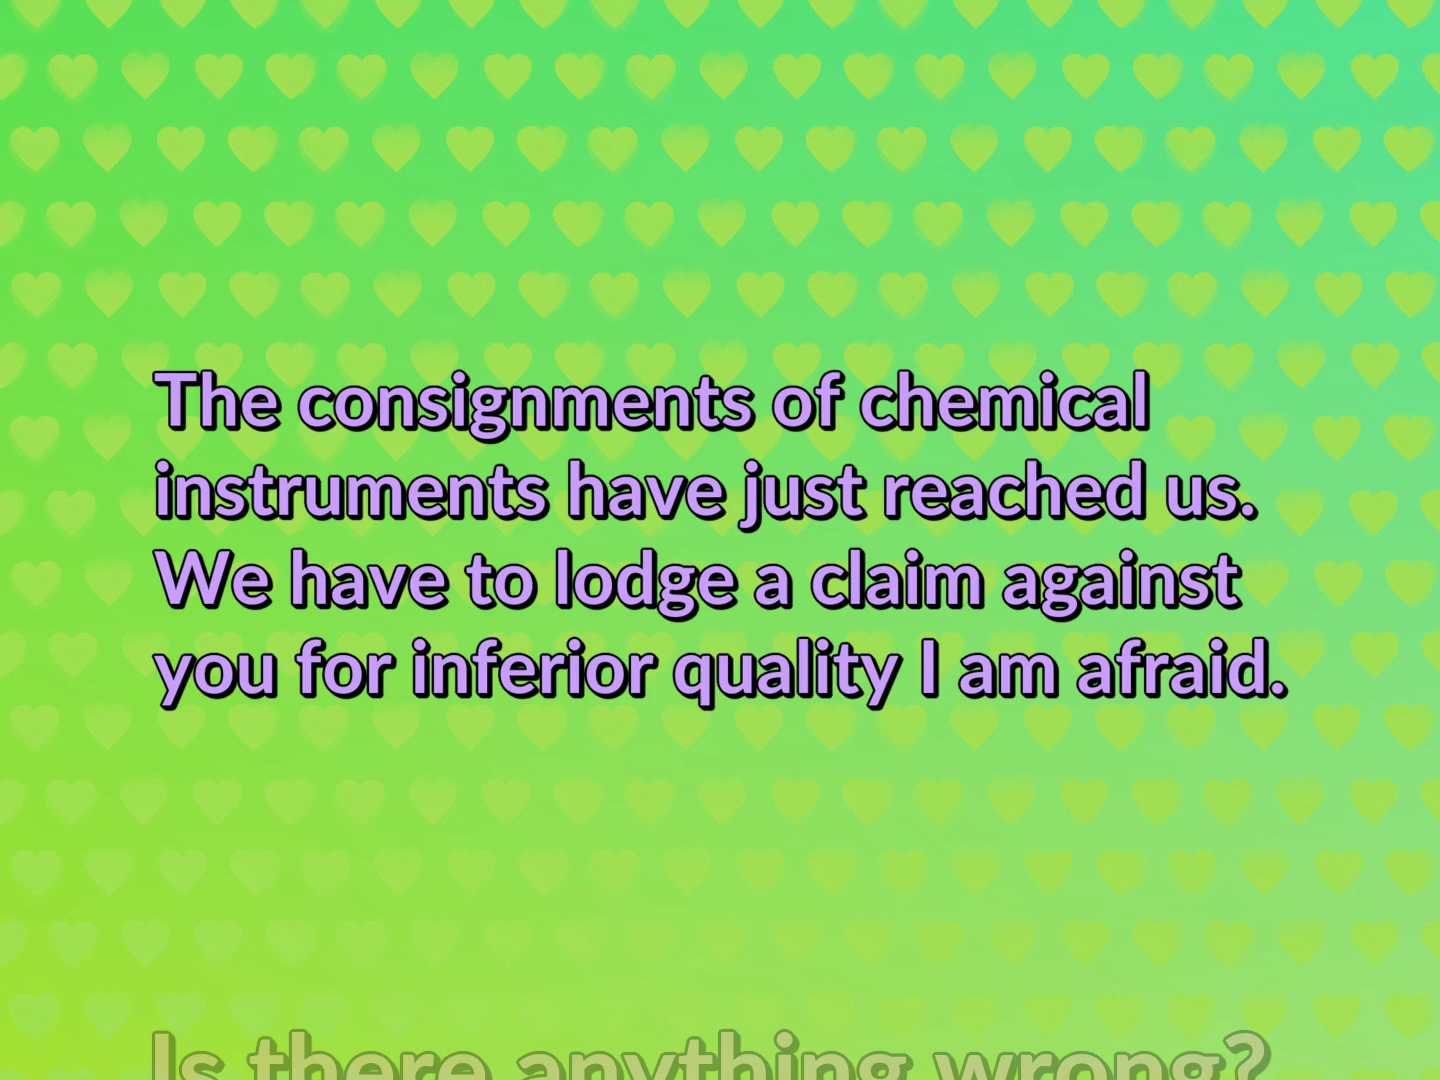 The consignments of chemical
instruments have just reached us.
We have to lodge a claim against
you for inferior quality I am afraid.
Is there anything wrong?